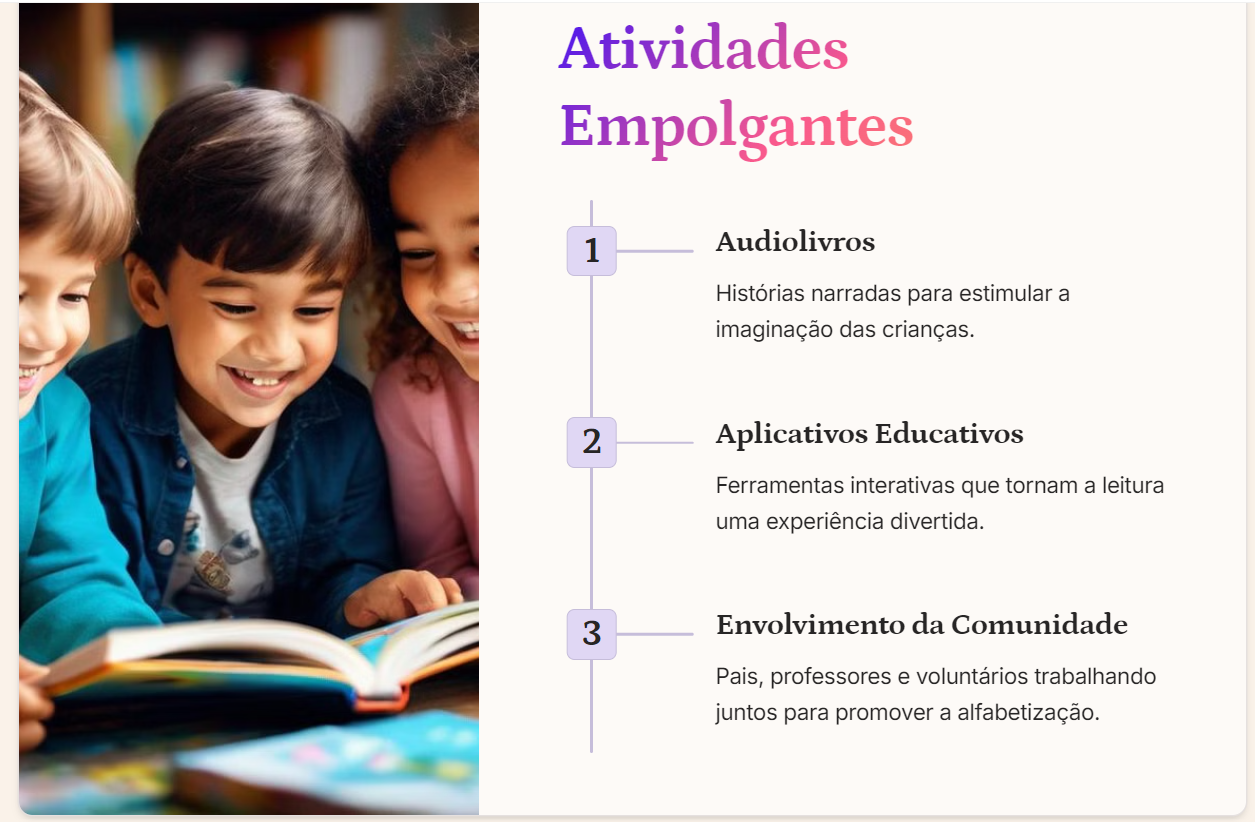 Atividades
Empolgantes
1
Audiolivros
Histórias narradas para estimular a
imaginação das crianças.
2
Aplicativos Educativos
Ferramentas interativas que tornam a leitura
uma experiência divertida.
3
Envolvimento da Comunidade
Pais, professores e voluntários trabalhando
juntos para promover a alfabetização.